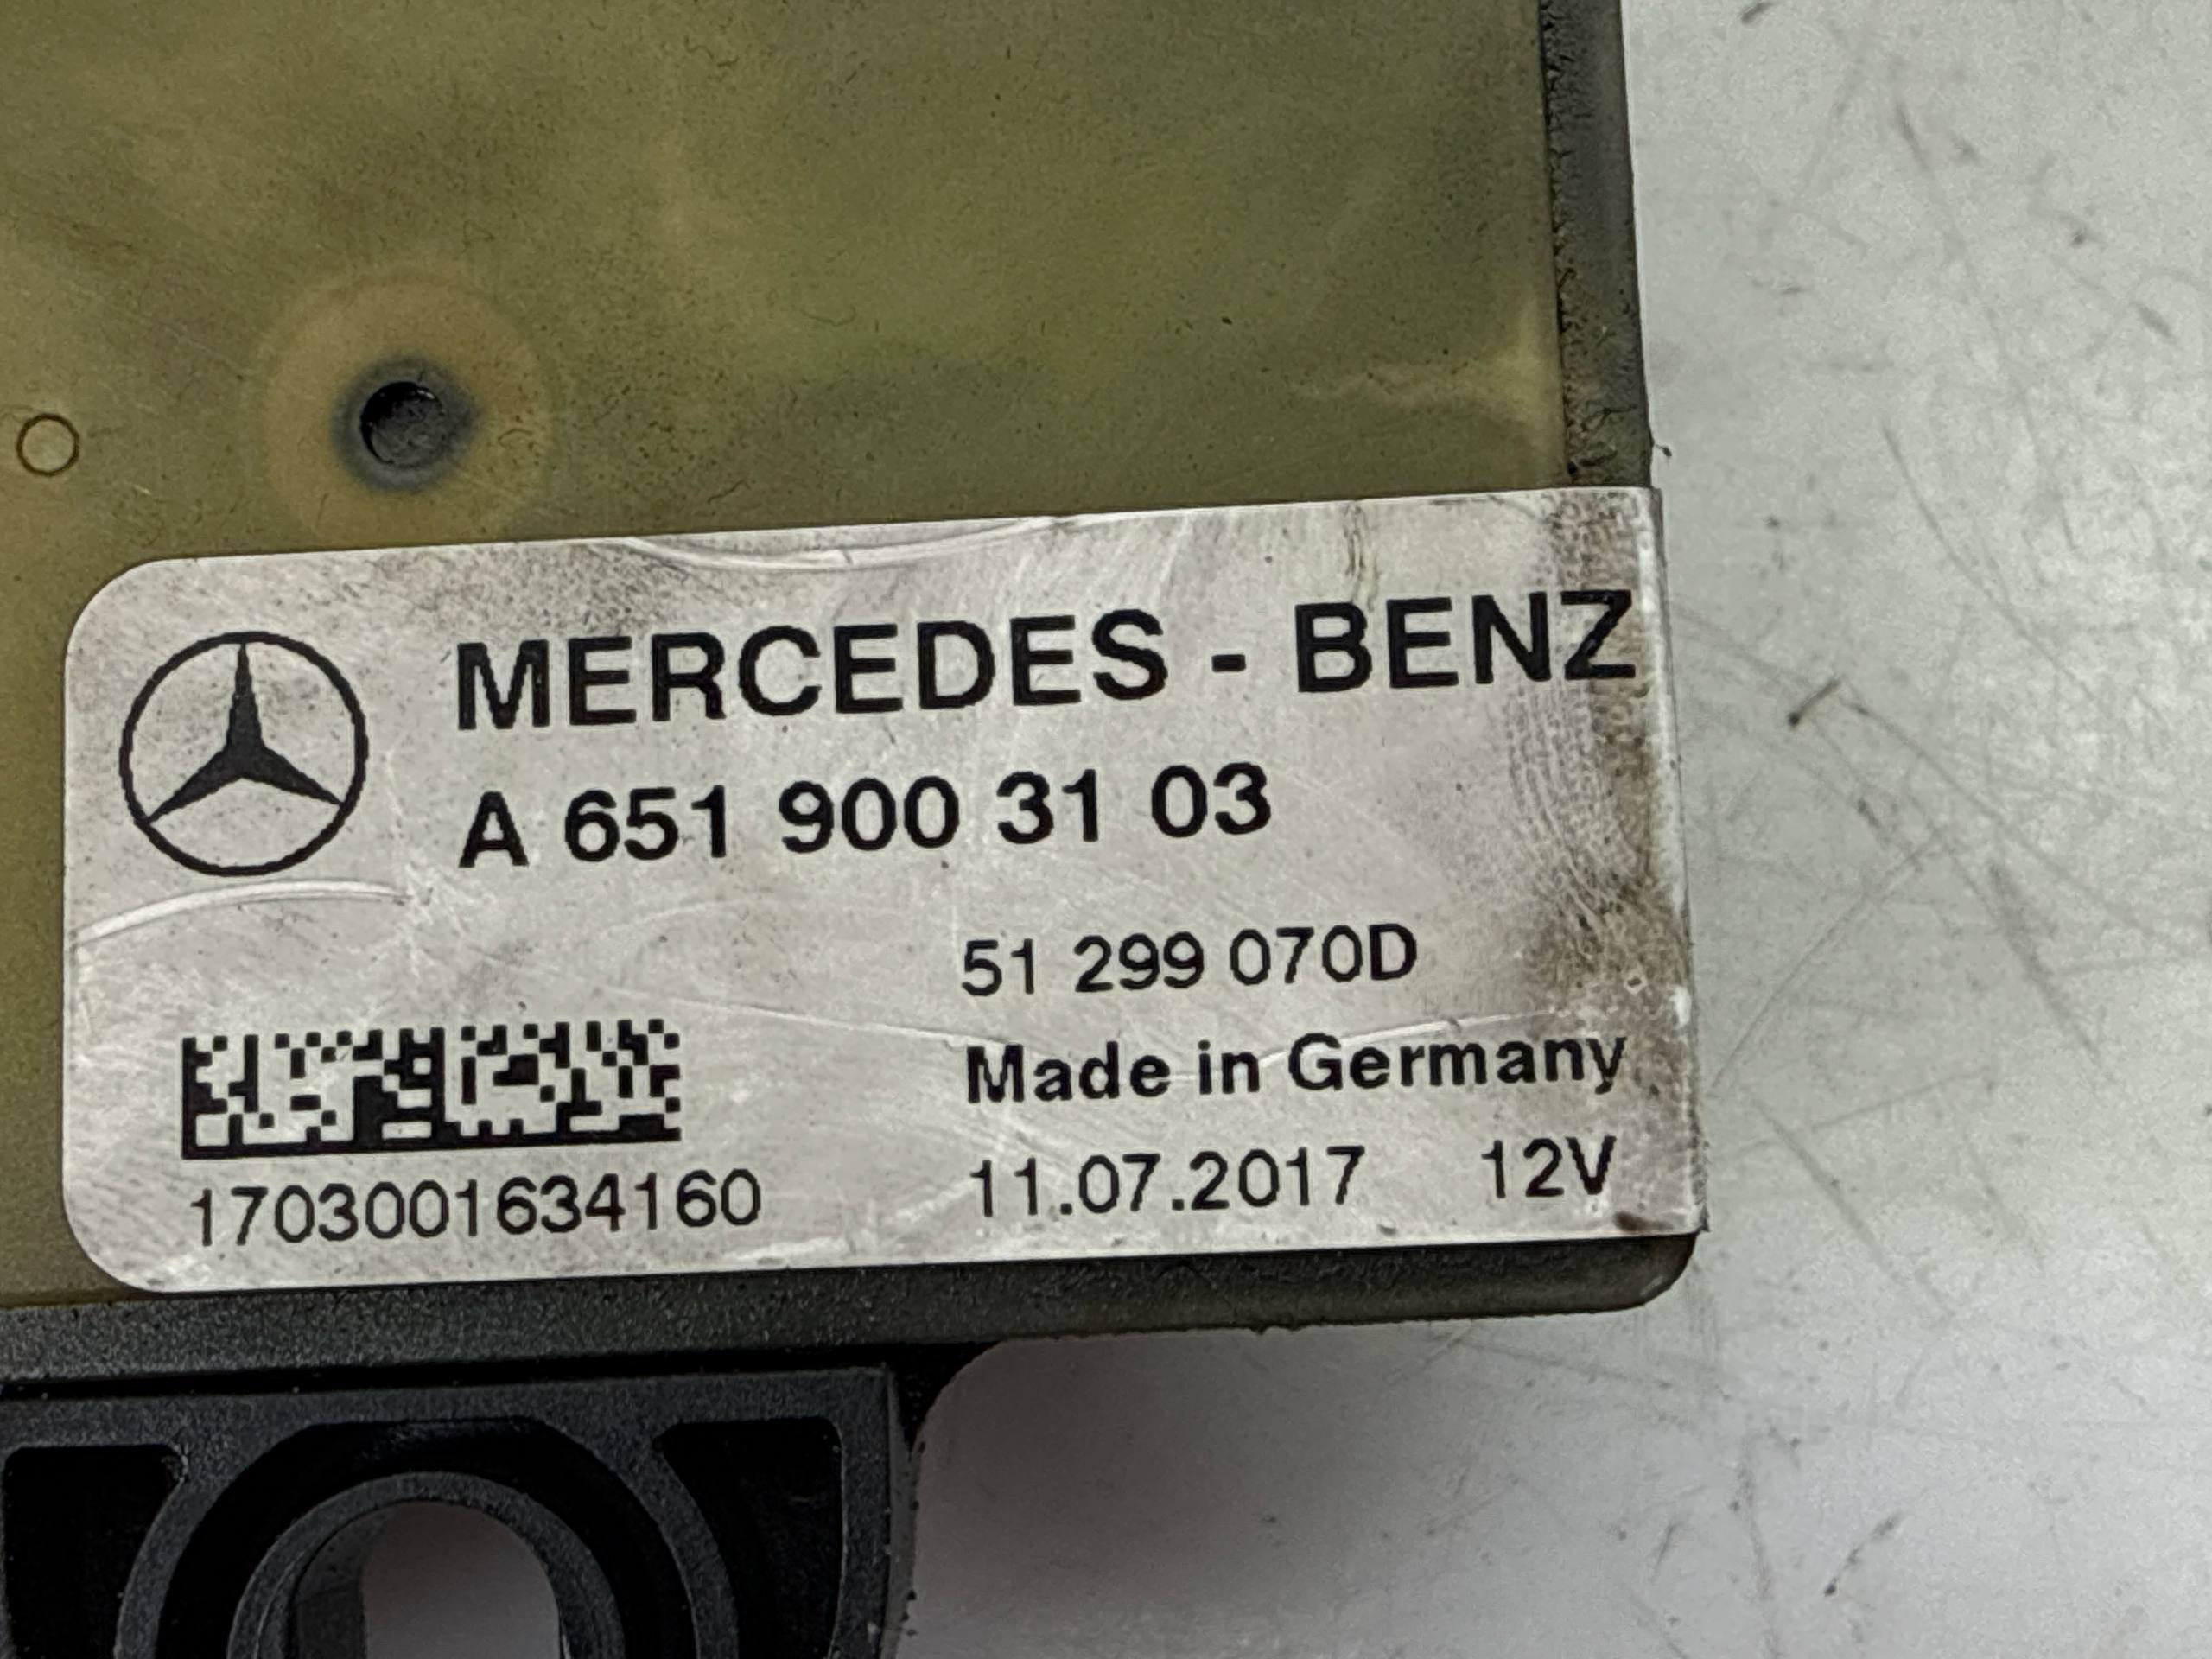 MERCEDES - BENZ
A 651 900 31 03
51 299 070D
Made in Germany
1703001634160
11.07.2017 12V